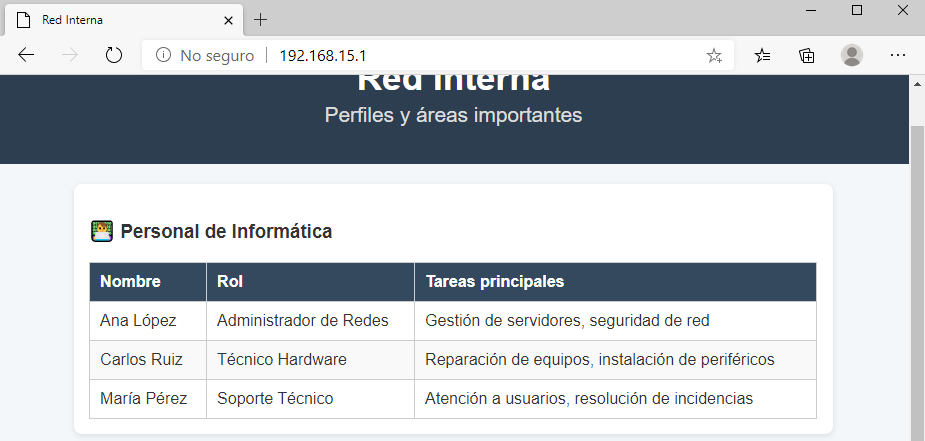 Red Interna
No seguro
192.168.15.1
Red Interna
Perfiles y áreas importantes
Personal de Informática
Nombre Rol Tareas principales
Ana López Administrador de Redes Gestión de servidores, seguridad de red
Carlos Ruiz Técnico Hardware Reparación de equipos, instalación de periféricos
María Pérez Soporte Técnico Atención a usuarios, resolución de incidencias